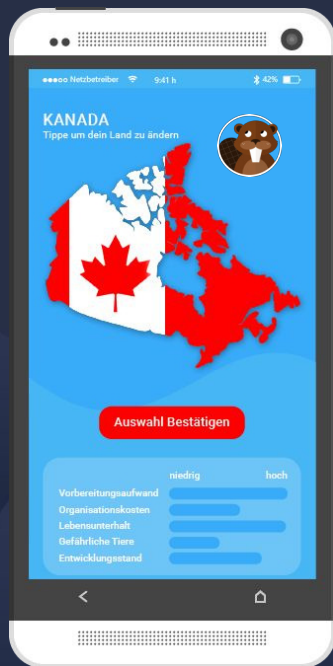 ●●●●○ Netzbetreiber 9:41 h 42%
KANADA
Tippe um dein Land zu ändern
Auswahl Bestätigen
niedrig hoch
Vorbereitungsaufwand
Organisationskosten
Lebensunterhalt
Gefährliche Tiere
Entwicklungsstand